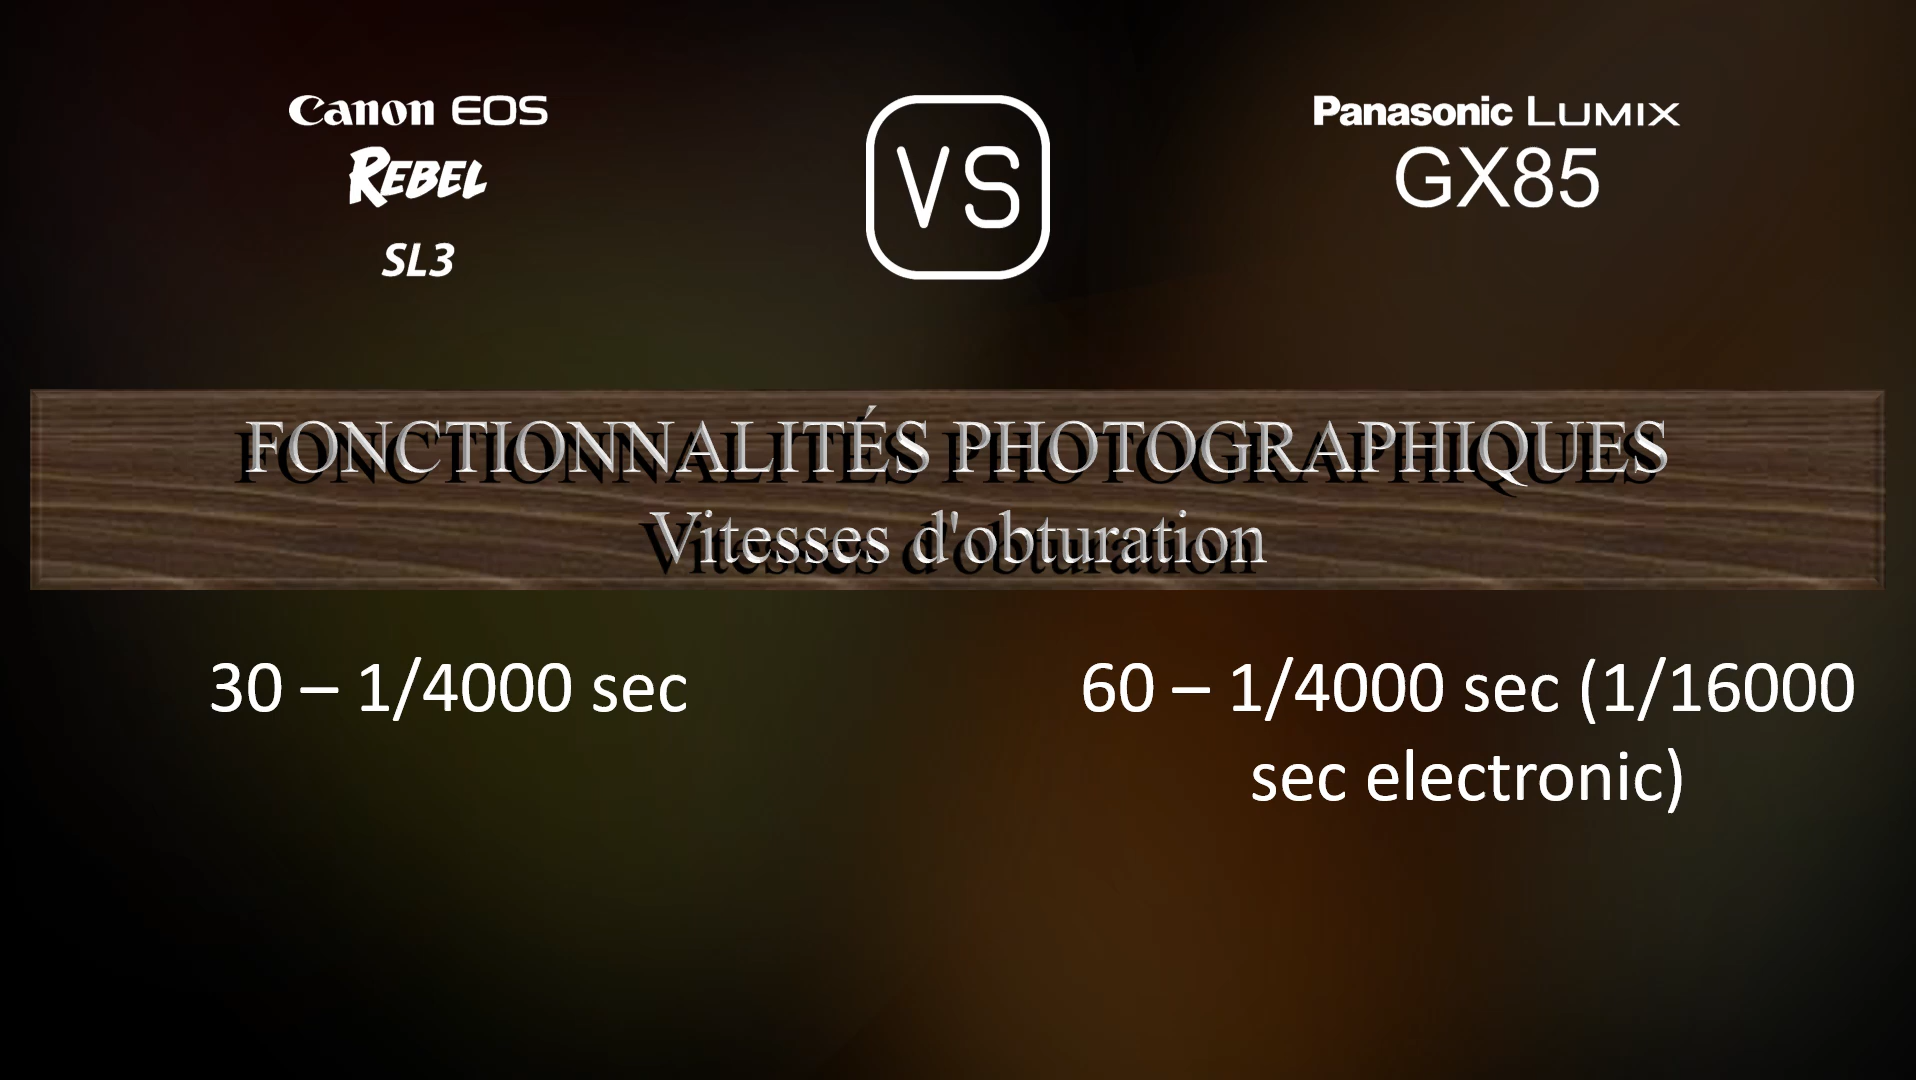 Canon EOS
REBEL
SL3
VS
Panasonic LUMIX
GX85
FONCTIONNALITÉS PHOTOGRAPHIQUES
Vitesses d'obturation
30 – 1/4000 sec
60 – 1/4000 sec (1/16000
sec electronic)